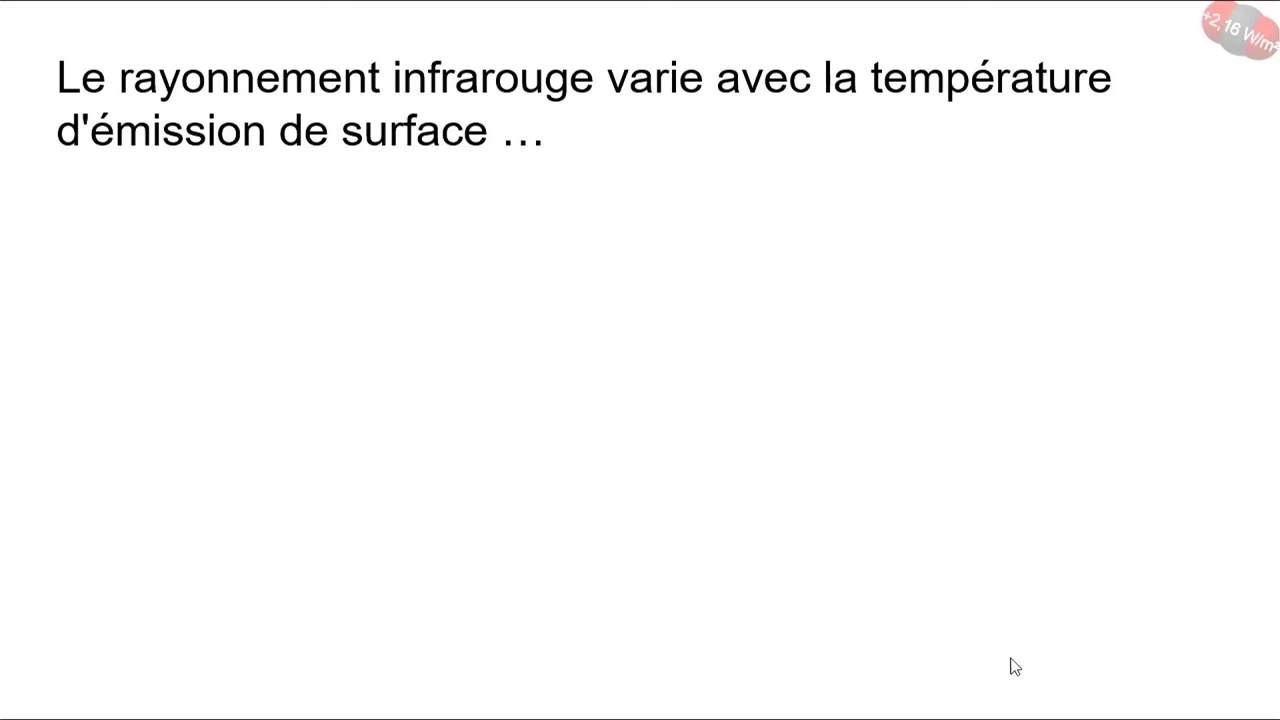 +2,16 W/m²
Le rayonnement infrarouge varie avec la température
d'émission de surface …